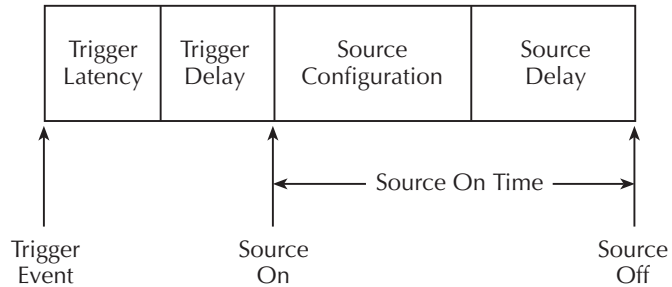 Trigger
Latency
Trigger
Delay
Source
Configuration
Source
Delay
Source On Time
Trigger
Event
Source
On
Source
Off